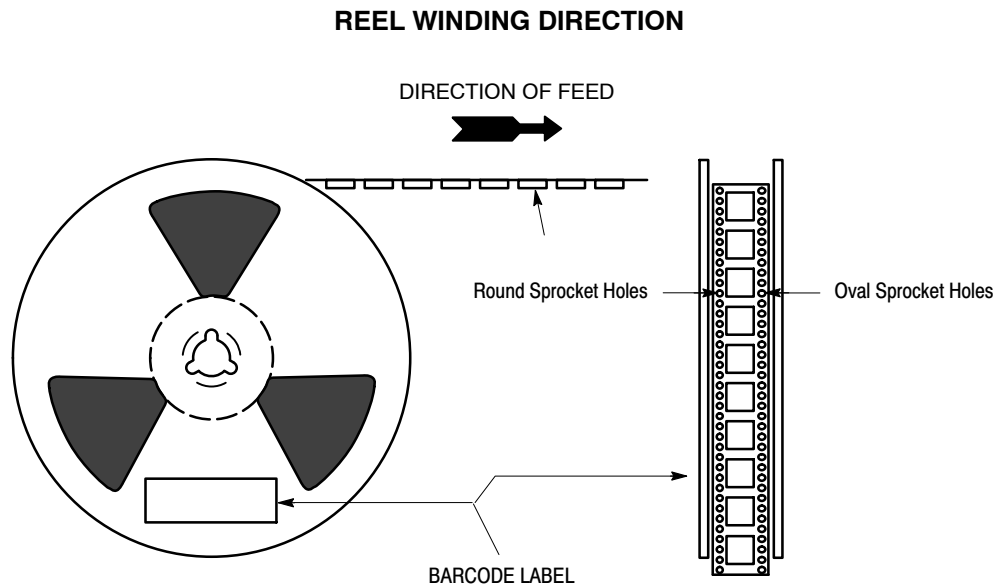 REEL WINDING DIRECTION
DIRECTION OF FEED
Round Sprocket Holes
Oval Sprocket Holes
BARCODE LABEL